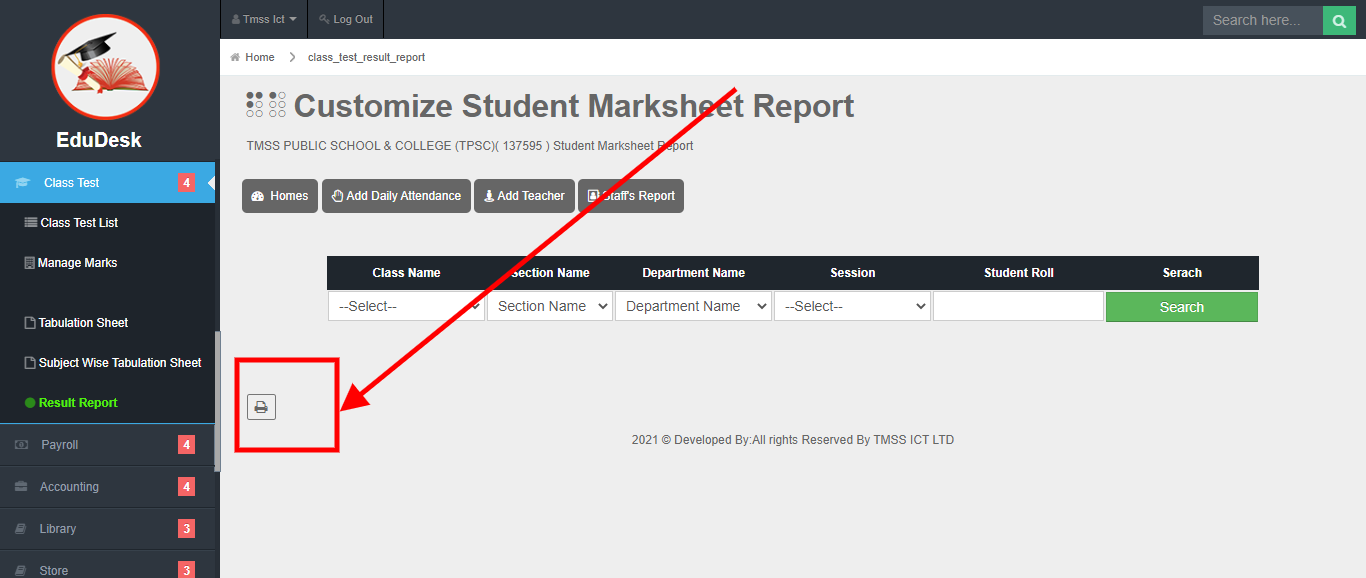 Tmss Ict
Log Out
Search here...
EduDesk
Home
class_test_result_report
Customize Student Marksheet Report
TMSS PUBLIC SCHOOL & COLLEGE (TPSC)( 137595 ) Student Marksheet Report
Homes
Add Daily Attendance
Add Teacher
Staff's Report
Class Test 4
Class Test List
Manage Marks
Tabulation Sheet
Subject Wise Tabulation Sheet
Result Report
Payroll 4
Accounting 4
Library 3
Store 3
Class Name Section Name Department Name Session Student Roll Serach
--Select-- Section Name Department Name --Select-- Search
2021 © Developed By:All rights Reserved By TMSS ICT LTD